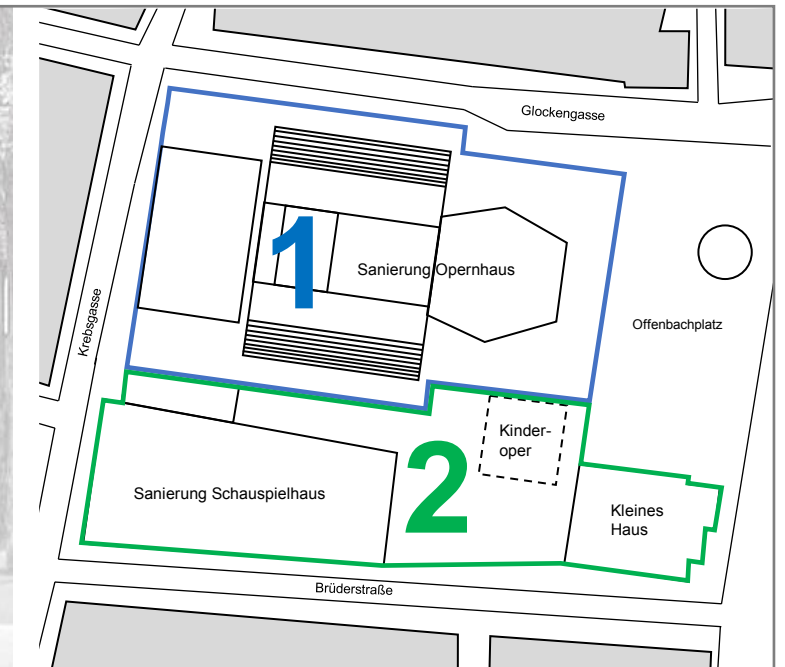 Glockengasse
1
Sanierung Opernhaus
Krebsgasse
Offenbachplatz
Kinder-
oper
2
Sanierung Schauspielhaus
Kleines
Haus
Brüderstraße